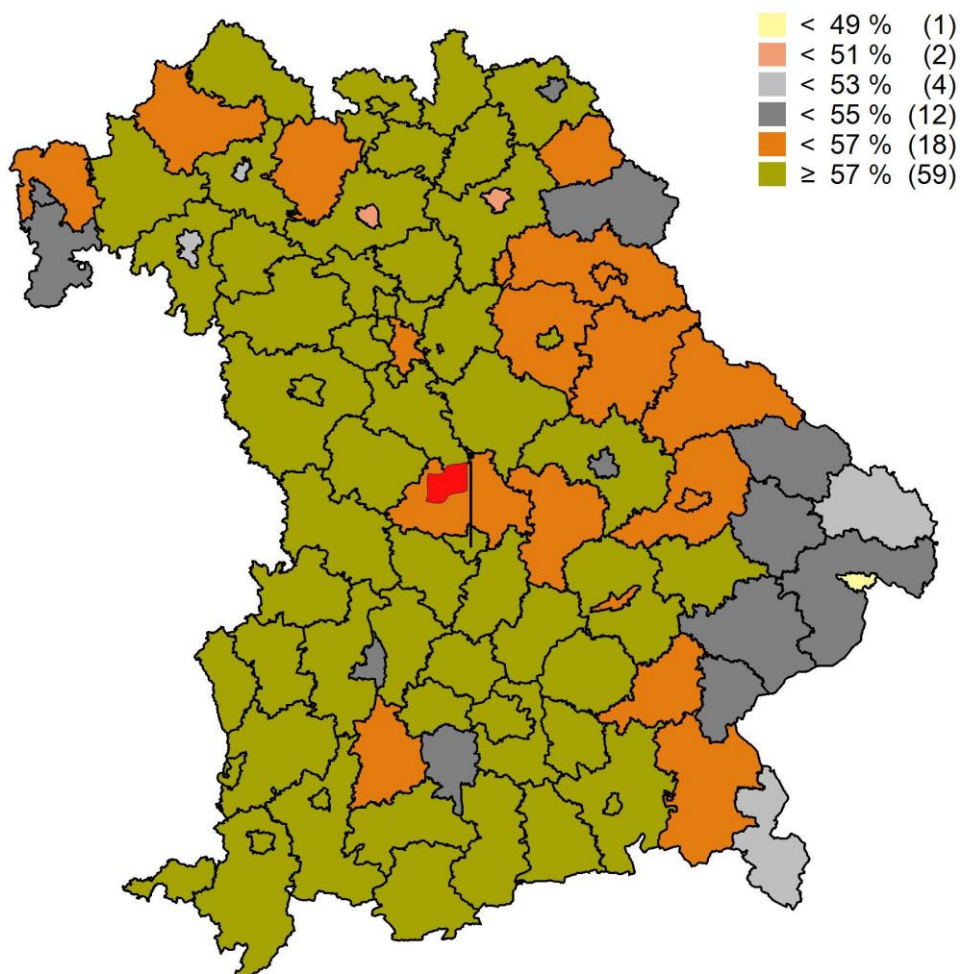 < 49 % (1)
< 51 % (2)
< 53 % (4)
< 55 % (12)
< 57 % (18)
≥ 57 % (59)